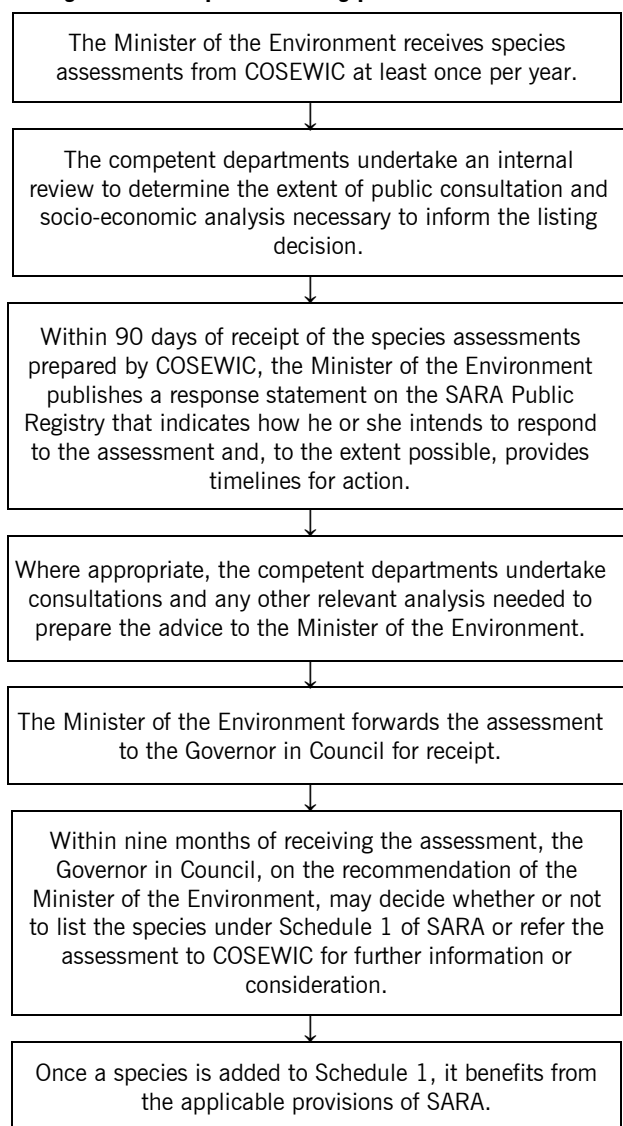 The Minister of the Environment receives species
assessments from COSEWIC at least once per year.
The competent departments undertake an internal
review to determine the extent of public consultation and
socio-economic analysis necessary to inform the listing
decision.
Within 90 days of receipt of the species assessments
prepared by COSEWIC, the Minister of the Environment
publishes a response statement on the SARA Public
Registry that indicates how he or she intends to respond
to the assessment and, to the extent possible, provides
timelines for action.
Where appropriate, the competent departments undertake
consultations and any other relevant analysis needed to
prepare the advice to the Minister of the Environment.
The Minister of the Environment forwards the assessment
to the Governor in Council for receipt.
Within nine months of receiving the assessment, the
Governor in Council, on the recommendation of the
Minister of the Environment, may decide whether or not
to list the species under Schedule 1 of SARA or refer the
assessment to COSEWIC for further information or
consideration.
Once a species is added to Schedule 1, it benefits from
the applicable provisions of SARA.